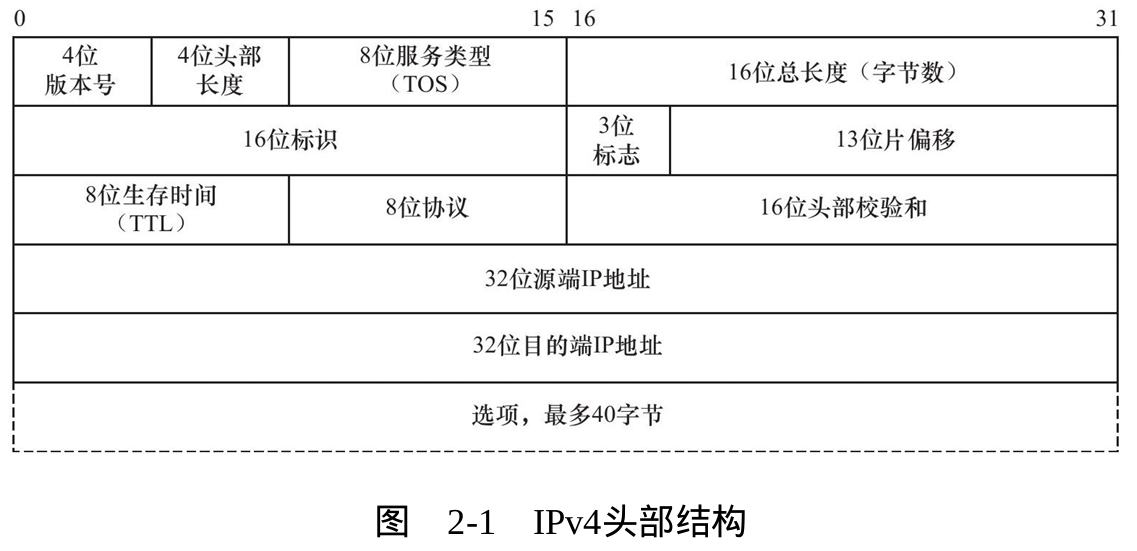 0 15 16 31
4位
版本号
4位头部
长度
8位服务类型
（TOS）
16位总长度（字节数）
16位标识
3位
标志
13位片偏移
8位生存时间
（TTL）
8位协议
16位头部校验和
32位源端IP地址
32位目的端IP地址
选项，最多40字节
图 2-1 IPv4头部结构